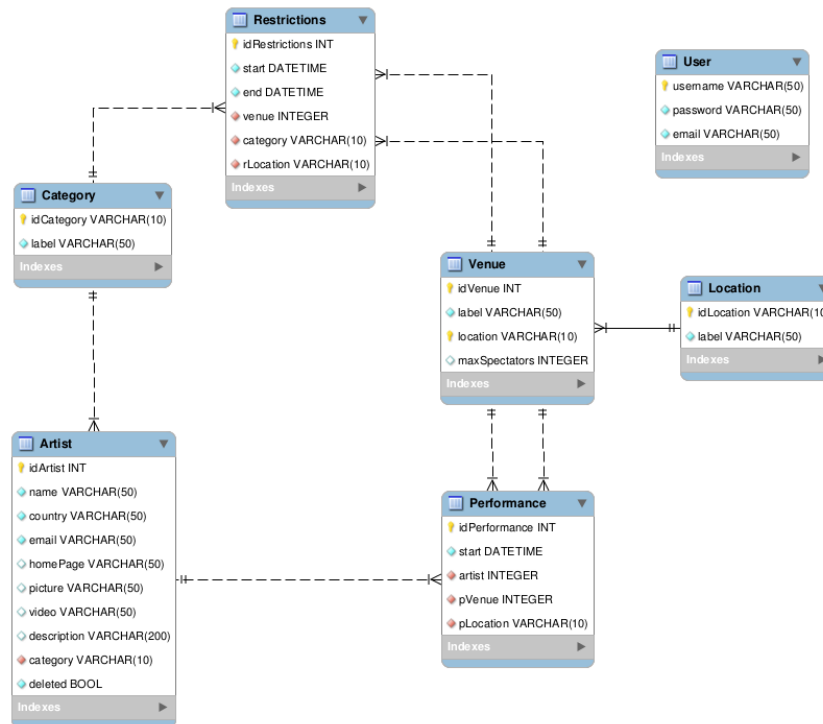 Restrictions
idRestrictions INT
start DATETIME
end DATETIME
venue INTEGER
category VARCHAR(10)
rLocation VARCHAR(10)
Indexes
User
username VARCHAR(50)
password VARCHAR(50)
email VARCHAR(50)
Indexes
Category
idCategory VARCHAR(10)
label VARCHAR(50)
Indexes
Venue
idVenue INT
label VARCHAR(50)
location VARCHAR(10)
maxSpectators INTEGER
Indexes
Location
idLocation VARCHAR(10
label VARCHAR(50)
Indexes
Artist
idArtist INT
name VARCHAR(50)
country VARCHAR(50)
email VARCHAR(50)
homePage VARCHAR(50)
picture VARCHAR(50)
video VARCHAR(50)
description VARCHAR(200)
category VARCHAR(10)
deleted BOOL
Indexes
Performance
idPerformance INT
start DATETIME
artist INTEGER
pVenue INTEGER
pLocation VARCHAR(10)
Indexes